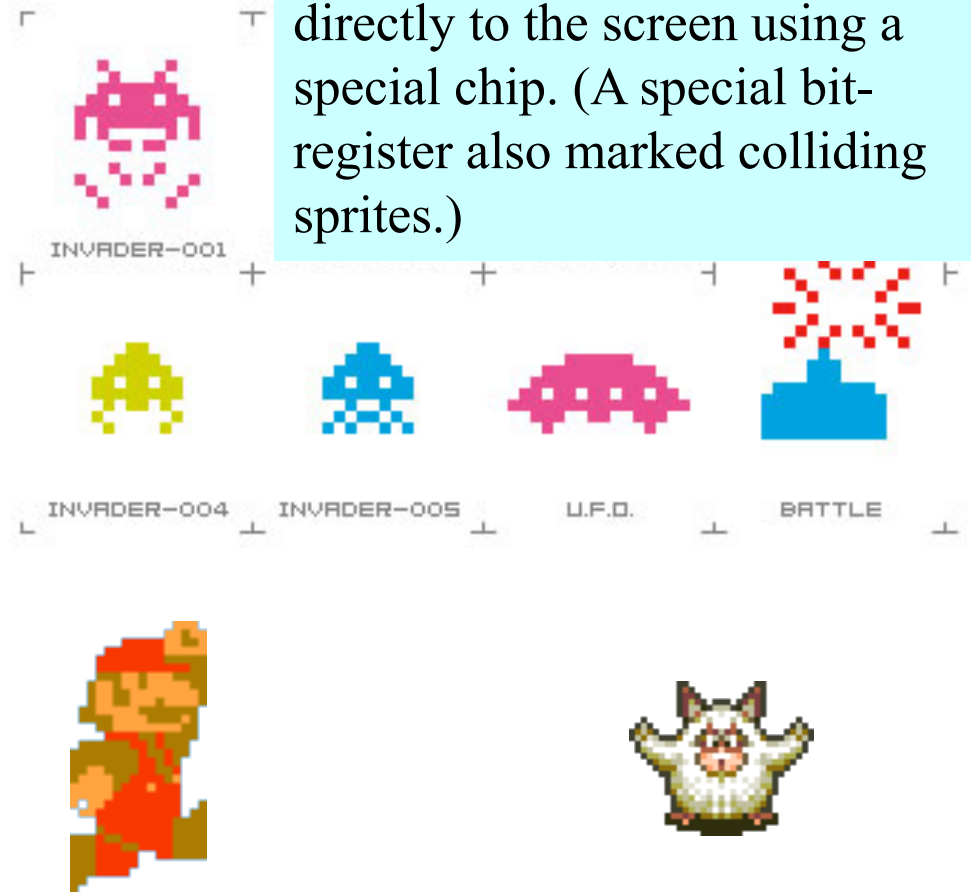 directly to the screen using a
special chip. (A special bit-
register also marked colliding
sprites.)
INVADER-001
INVADER-004 INVADER-005 U.F.O. BATTLE